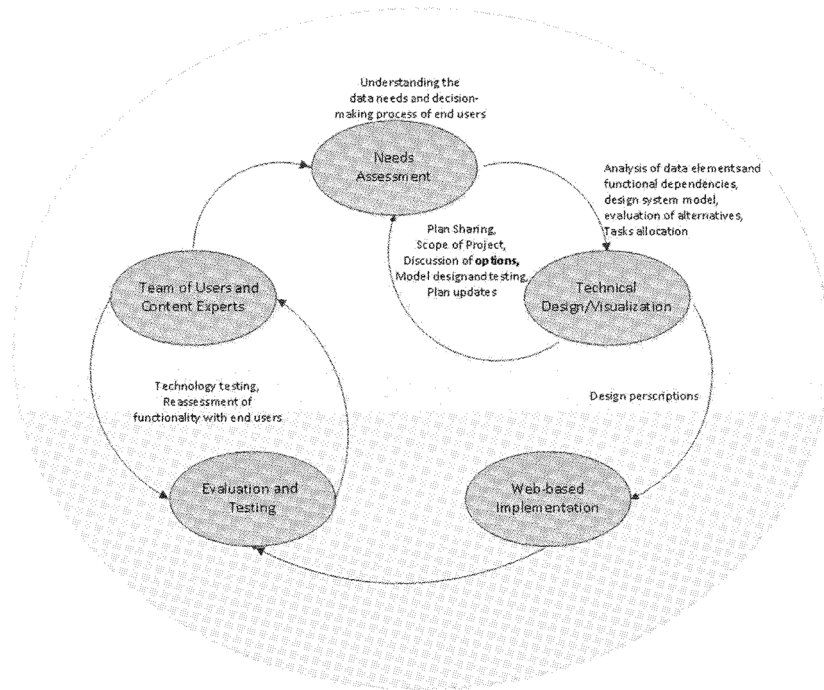 Understanding the
data needs and decision-
making process of end users
Needs
Assessment
Analysis of data elements and
functional dependencies,
design system model,
evaluation of alternatives,
Tasks allocation
Plan Sharing,
Scope of Project,
Discussion of options,
Model designand testing,
Plan updates
Team of Users and
Content Experts
Technical
Design/Visualization
Technology testing,
Reassessment of
functionality with end users
Design perscriptions
Evaluation and
Testing
Web-based
Implementation